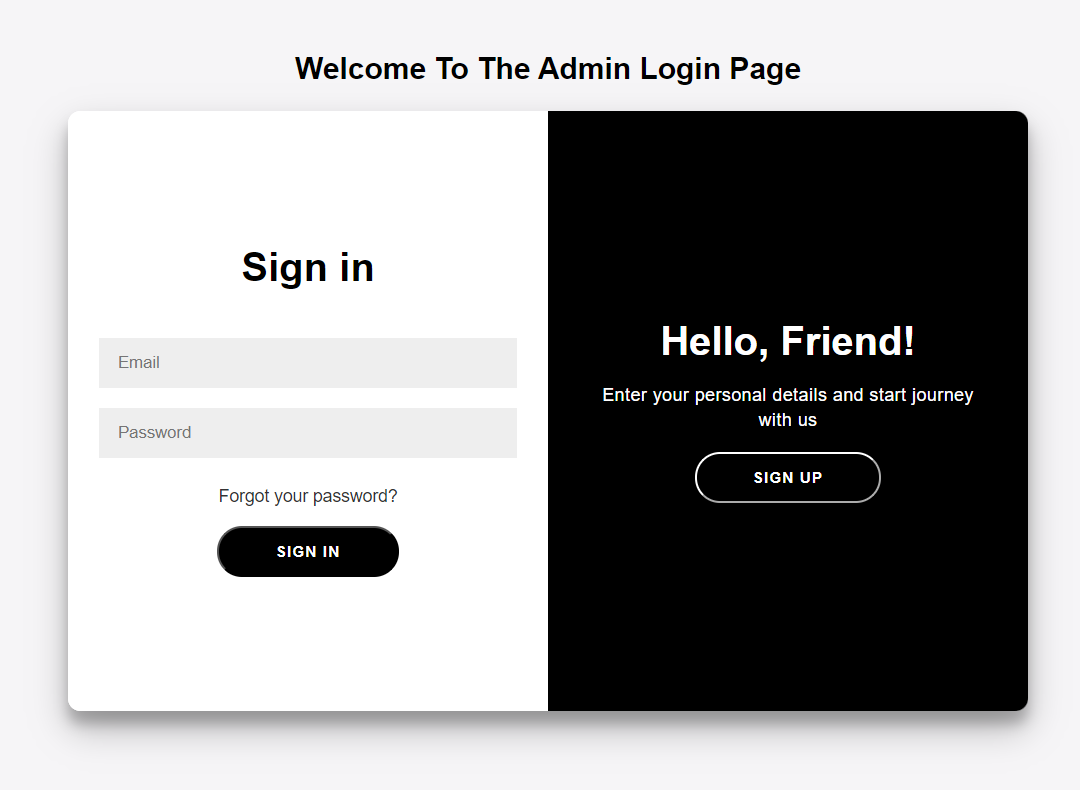 Welcome To The Admin Login Page
Sign in
Email
Password
Forgot your password?
SIGN IN
Hello, Friend!
Enter your personal details and start journey
with us
SIGN UP